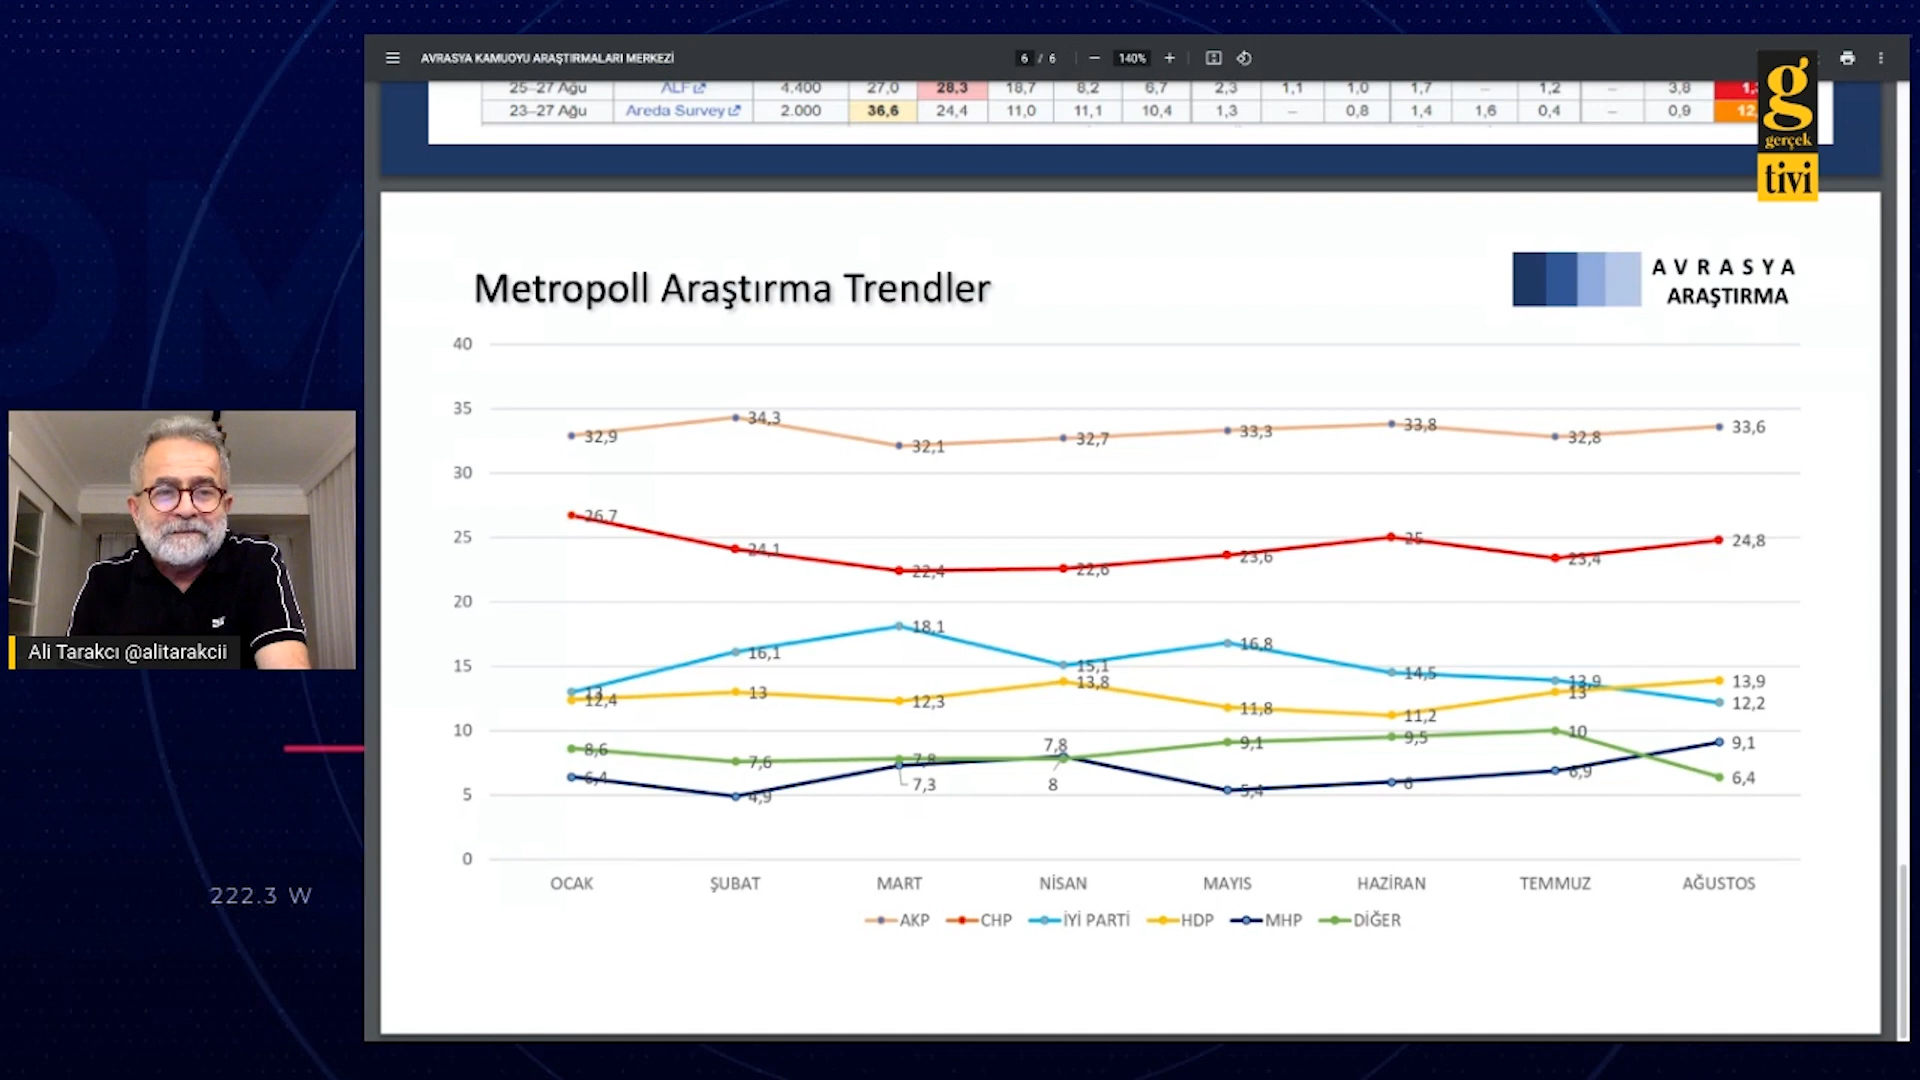 AVRASYA KAMUOYU ARAŞTIRMALARI MERKEZİ 6 / 6 140%
25–27 Ağu ALF 4.400 27,0 28,3 18,7 8,2 6,7 2,3 1,1 1,0 1,7 – 1,2 – 3,8
23–27 Ağu Areda Survey 2.000 36,6 24,4 11,0 11,1 10,4 1,3 – 0,8 1,4 1,6 0,4 – 0,9
g
gerçek
tivi
Metropoll Araştırma Trendler
AVRASYA
ARAŞTIRMA
40
35
30
25
20
15
10
5
0
32,9 34,3 32,1 32,7 33,3 33,8 32,8 33,6
26,7 24,1 22,4 22,6 23,6 25 23,4 24,8
13 16,1 18,1 15,1 16,8 14,5 13,9 12,2
12,4 13 12,3 13,8 11,8 11,2 13 13,9
8,6 7,6 7,8 7,8 9,1 9,5 10 6,4
6,4 4,9 7,3 8 5,4 6 6,9 9,1
OCAK ŞUBAT MART NİSAN MAYIS HAZİRAN TEMMUZ AĞUSTOS
AKP CHP İYİ PARTİ HDP MHP DİĞER
Ali Tarakcı @alitarakcii
222.3 W